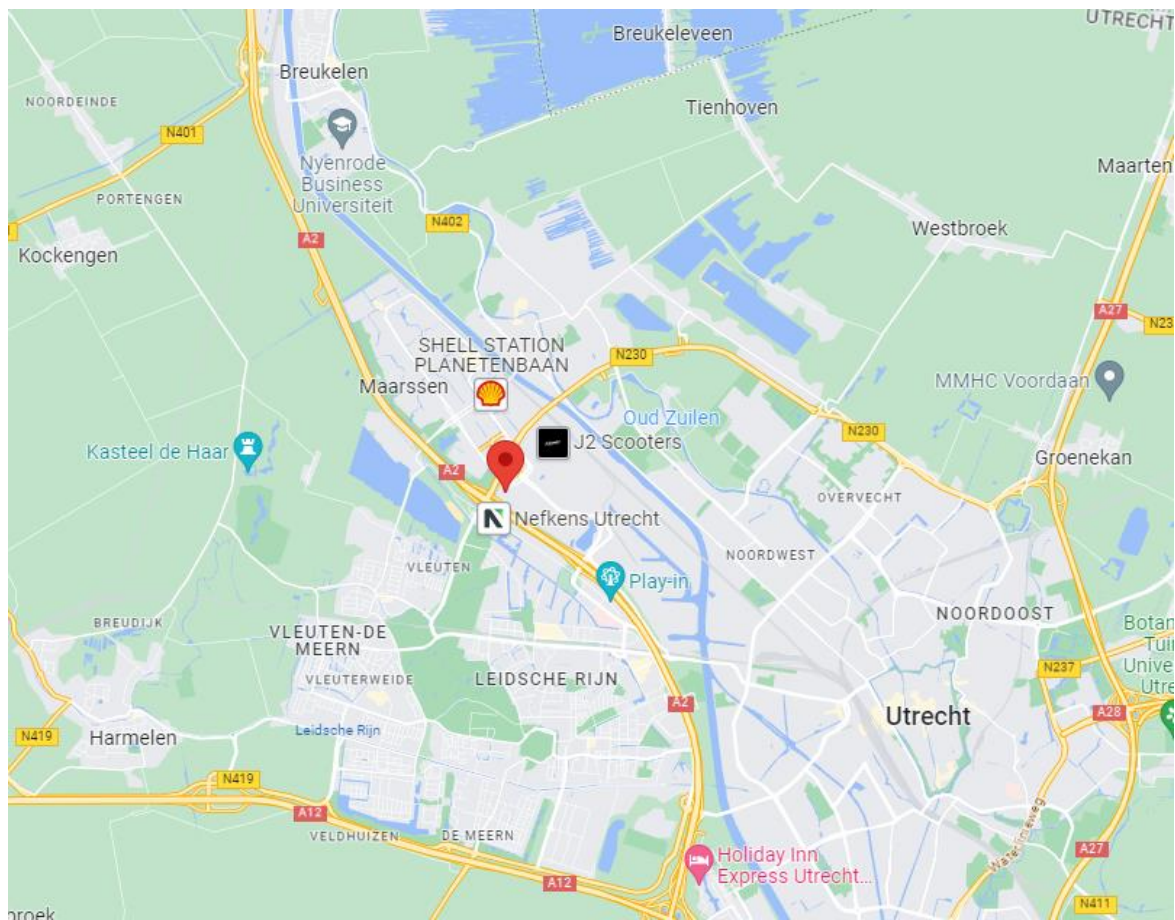 UTRECHT
Breukeleveen
Breukelen
NOORDEINDE
Tienhoven
N401
Nyenrode
Business
Universiteit
Maarten
PORTENGEN
N402
Westbroek
A2
Kockengen
A27
N23
SHELL STATION
PLANETENBAAN
N230
Maarssen
MMHC Voordaan
Oud Zuilen
N230
Kasteel de Haar
J2 Scooters
A2
Groenekan
OVERVECHT
Nefkens Utrecht
NOORDWEST
VLEUTEN
Play-in
BREUDIJK
NOORDOOST
VLEUTEN-DE
MEERN
Botan
Tuin
Univer
Utre
N237
VLEUTERWEIDE
LEIDSCHE RIJN
A2
A28
Utrecht
Leidsche Rijn
N419
Harmelen
N419
A12
VELDHUIZEN
DE MEERN
Waterlinieweg
A27
Holiday Inn
Express Utrecht...
A12
N411
broek